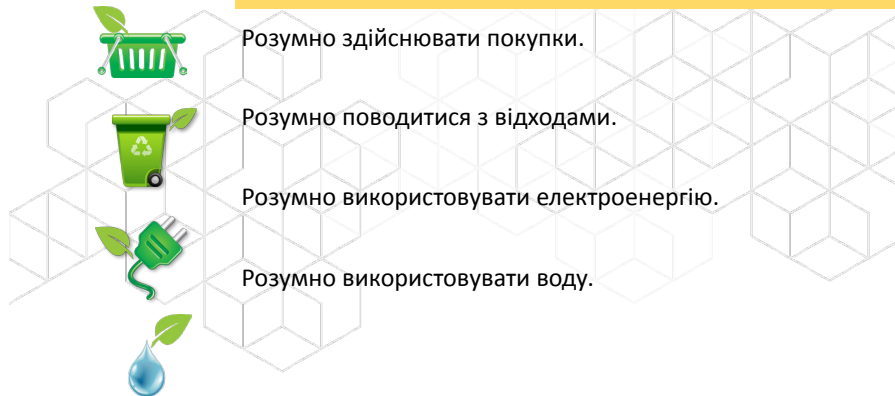 Розумно здійснювати покупки.
Розумно поводитися з відходами.
Розумно використовувати електроенергію.
Розумно використовувати воду.